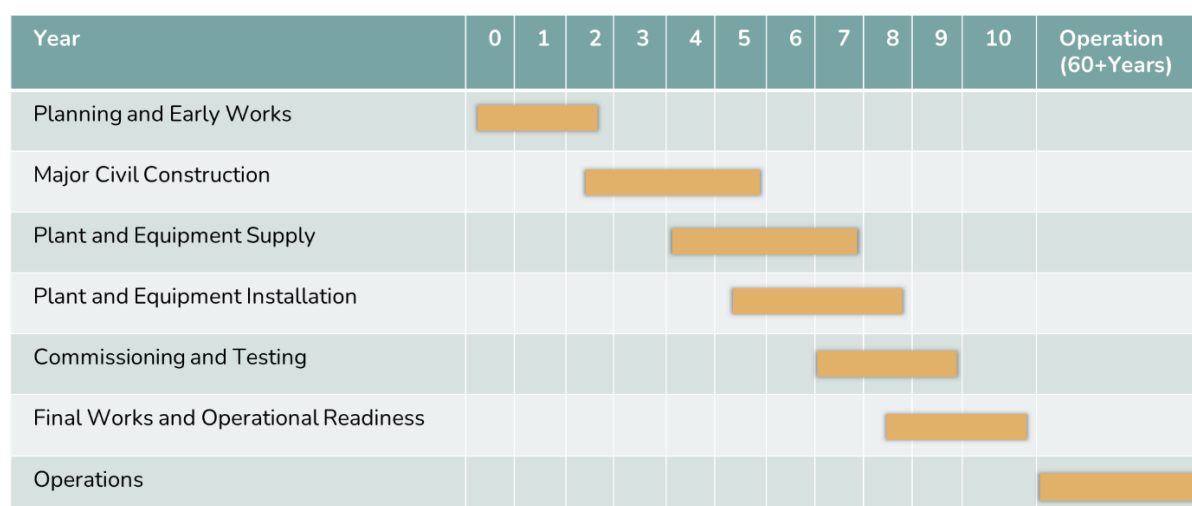 Year 0 1 2 3 4 5 6 7 8 9 10 Operation
(60+Years)
Planning and Early Works
Major Civil Construction
Plant and Equipment Supply
Plant and Equipment Installation
Commissioning and Testing
Final Works and Operational Readiness
Operations